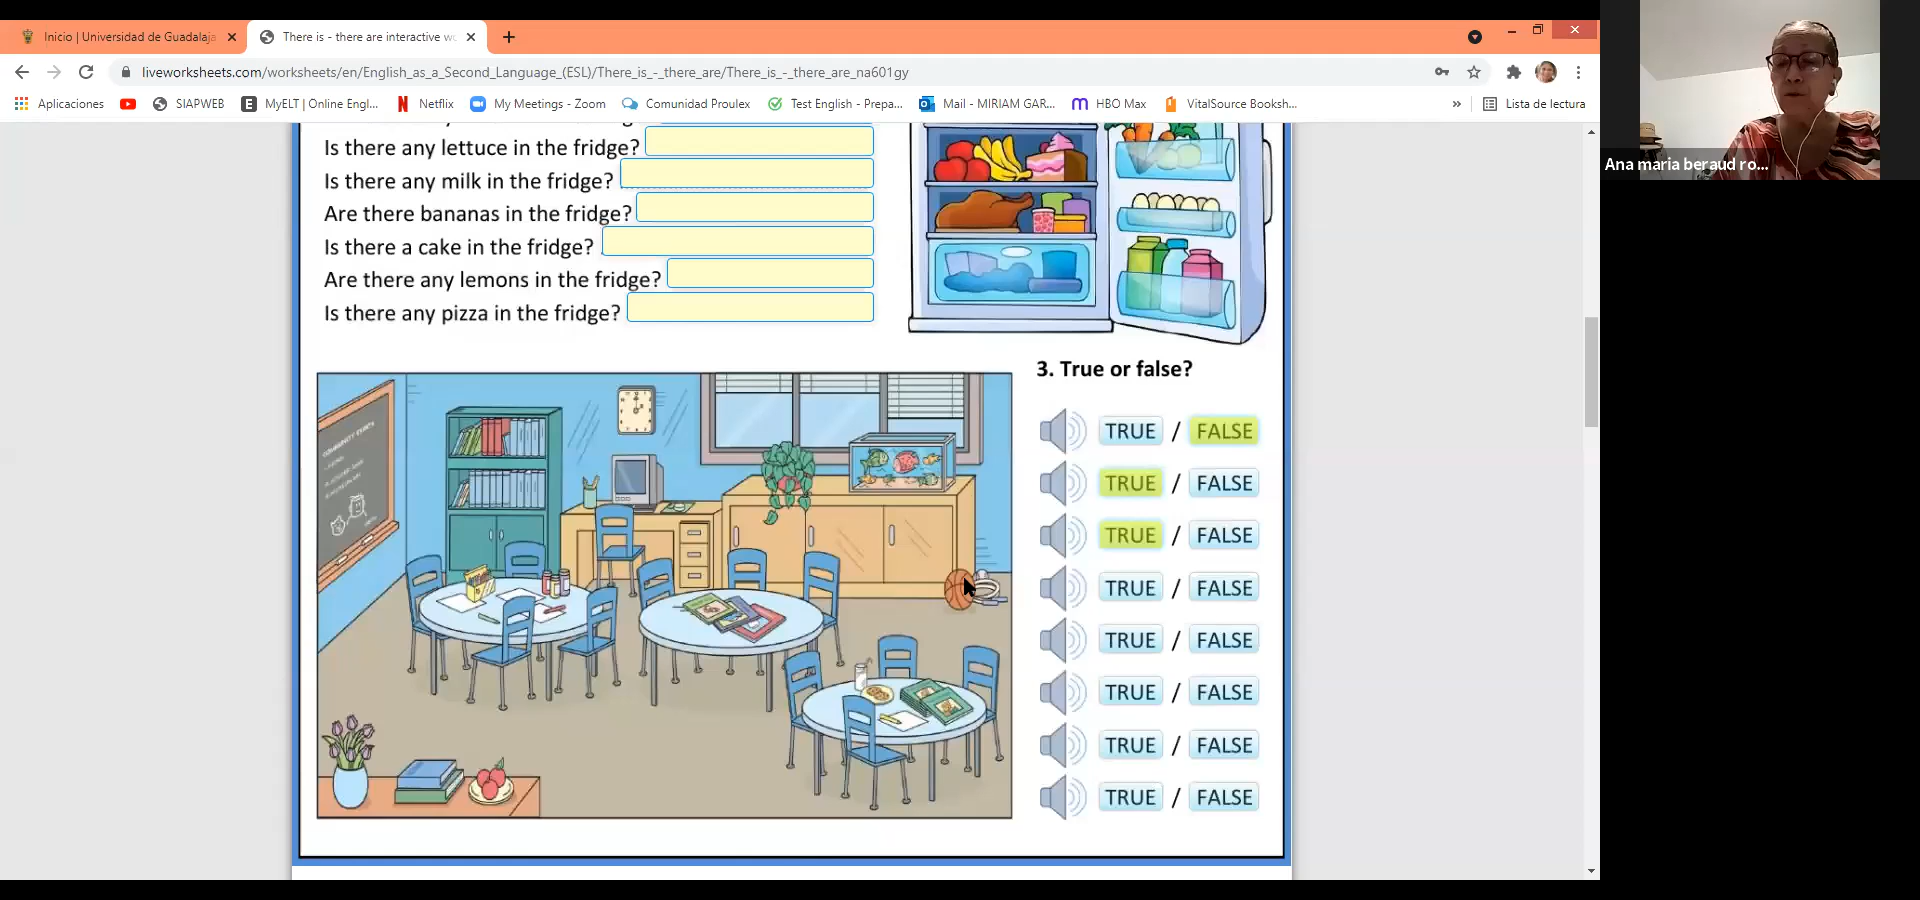 Inicio | Universidad de Guadalaja
There is - there are interactive wo
liveworksheets.com/worksheets/en/English_as_a_Second_Language_(ESL)/There_is_-_there_are/There_is_-_there_are_na601gy
Aplicaciones SIAPWEB MyELT | Online Engl... Netflix My Meetings - Zoom Comunidad Proulex Test English - Prepa... Mail - MIRIAM GAR... HBO Max VitalSource Booksh... » Lista de lectura
Ana maria beraud ro...
Is there any lettuce in the fridge?
Is there any milk in the fridge?
Are there bananas in the fridge?
Is there a cake in the fridge?
Are there any lemons in the fridge?
Is there any pizza in the fridge?
3. True or false?
TRUE / FALSE
TRUE / FALSE
TRUE / FALSE
TRUE / FALSE
TRUE / FALSE
TRUE / FALSE
TRUE / FALSE
TRUE / FALSE